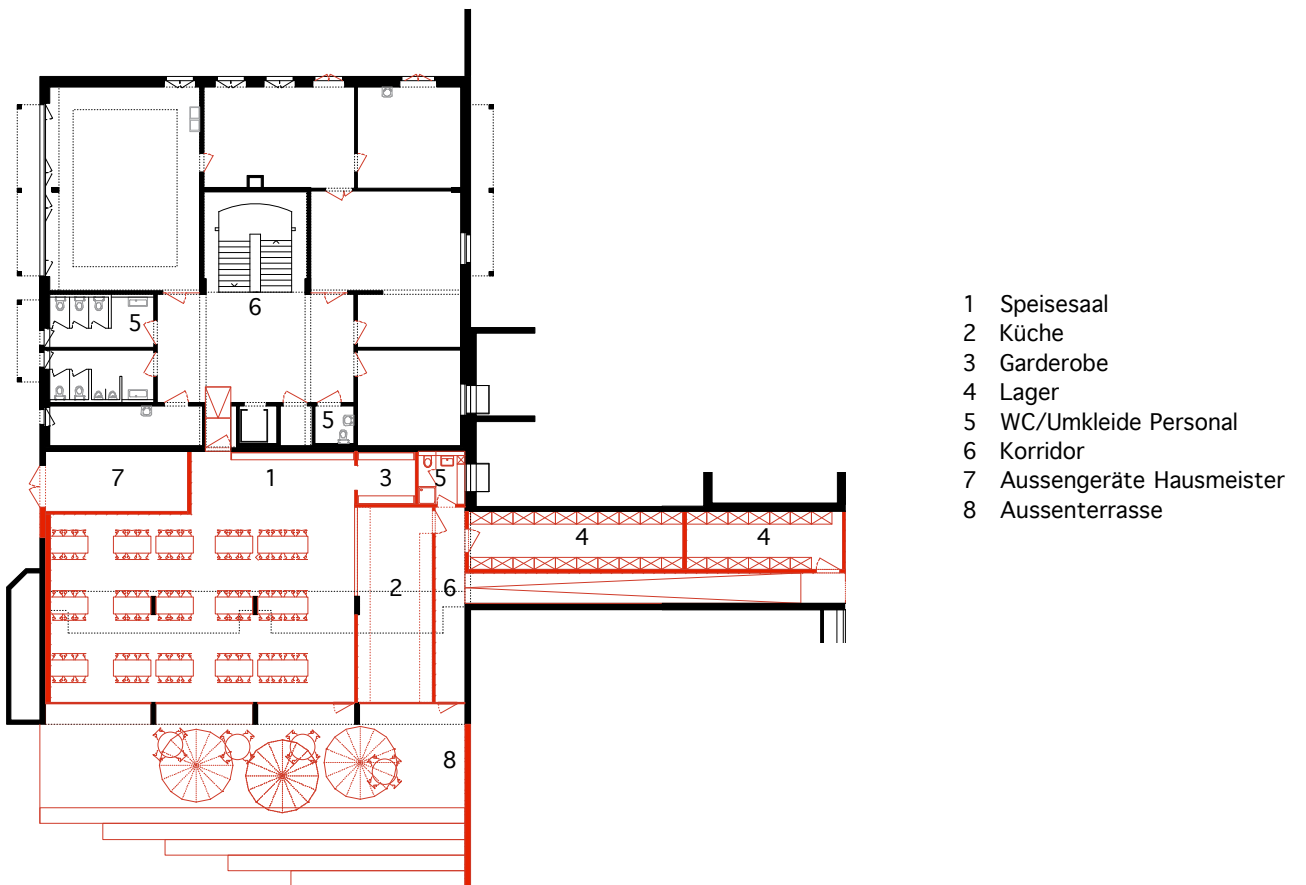 6
5
5
7
1
3
5
4
4
2
6
8
1 Speisesaal
2 Küche
3 Garderobe
4 Lager
5 WC/Umkleide Personal
6 Korridor
7 Aussengeräte Hausmeister
8 Aussenterrasse